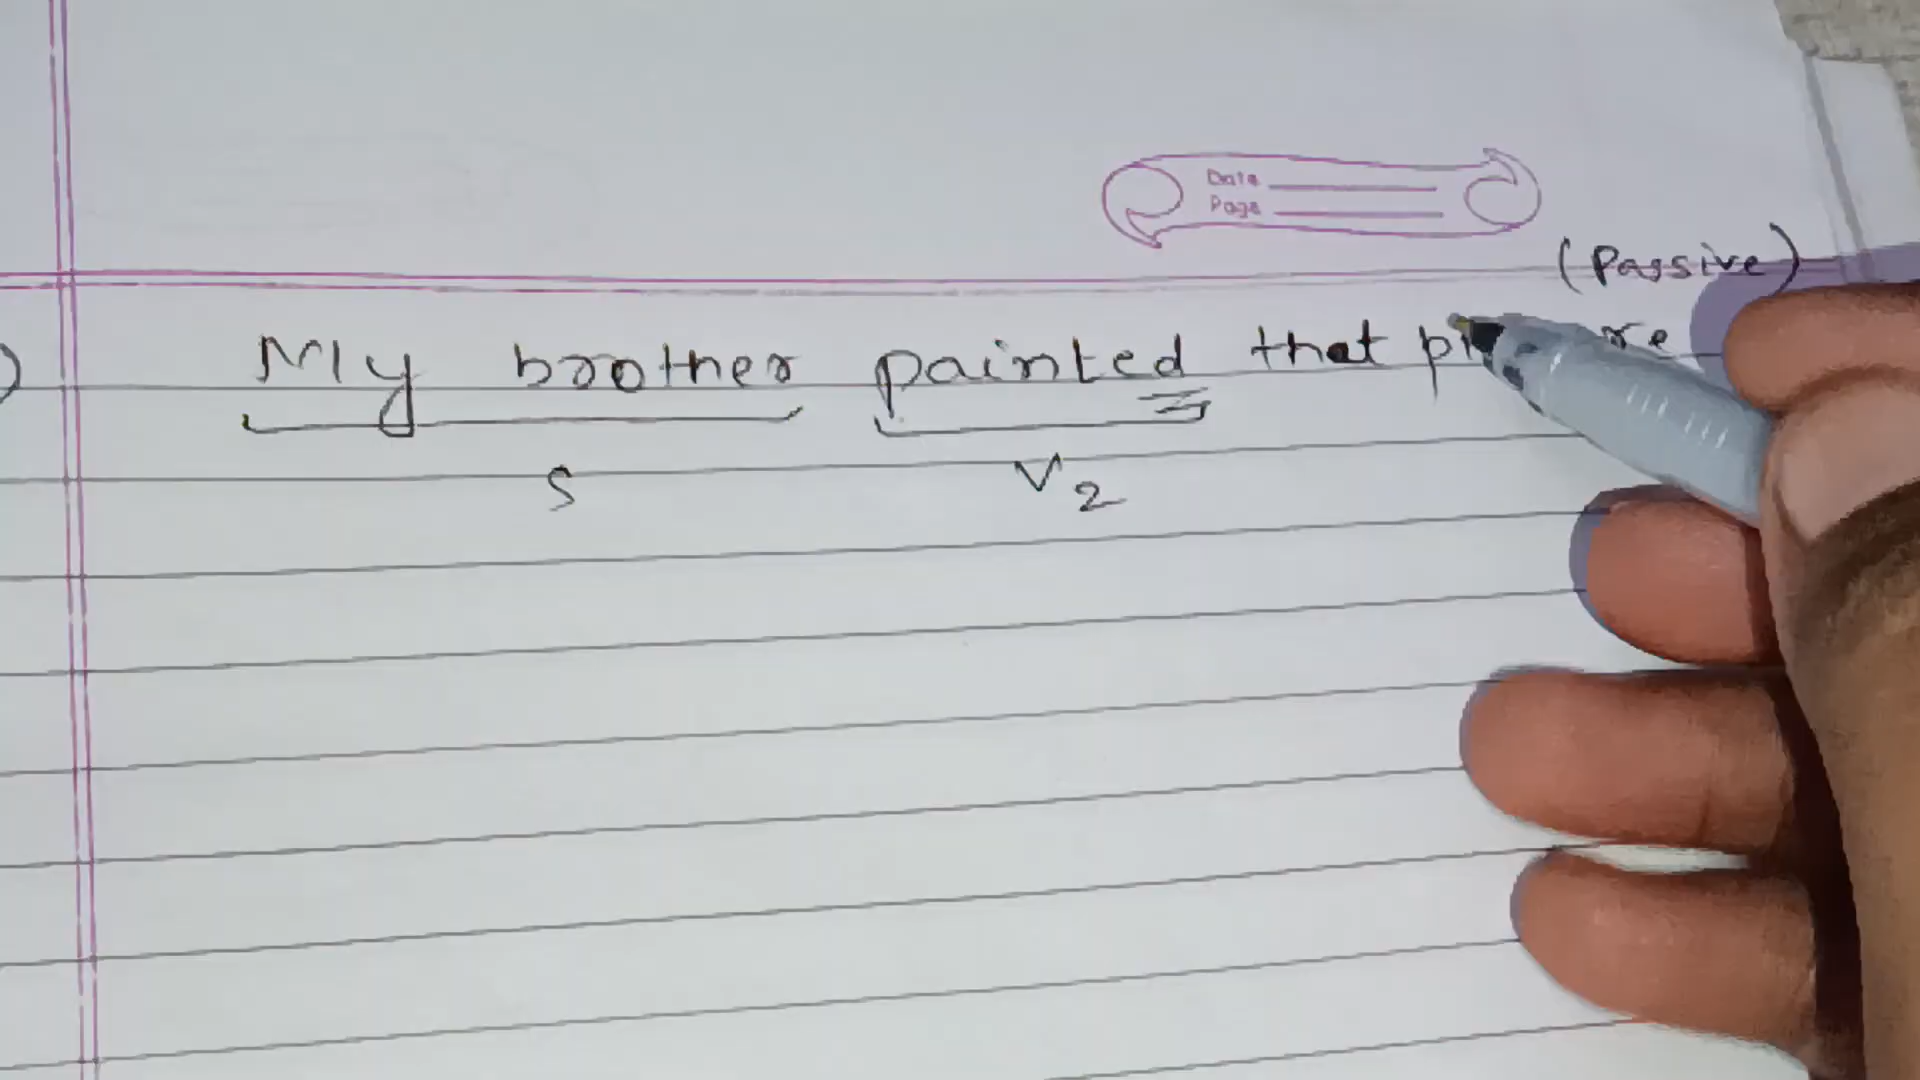 Date
Page
(Passive)
) My brother painted that
S V2